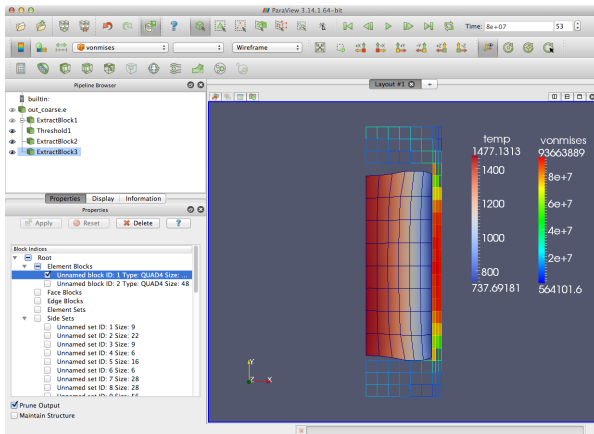 ParaView 3.14.1 64-bit
Time: 8e+07
53
vonmises
Wireframe
Pipeline Browser
Layout #1
builtin:
out_coarse.e
ExtractBlock1
Threshold1
ExtractBlock2
ExtractBlock3
Properties
Display
Information
Properties
Apply
Reset
Delete
?
Block Indices
Root
Element Blocks
Unnamed block ID: 1 Type: QUAD4 Size: ...
Unnamed block ID: 2 Type: QUAD4 Size: 48
Face Blocks
Edge Blocks
Element Sets
Side Sets
Unnamed set ID: 1 Size: 9
Unnamed set ID: 2 Size: 22
Unnamed set ID: 3 Size: 9
Unnamed set ID: 4 Size: 6
Unnamed set ID: 5 Size: 16
Unnamed set ID: 6 Size: 6
Unnamed set ID: 7 Size: 28
Unnamed set ID: 8 Size: 28
Prune Output
Maintain Structure
temp
1477.1313
1400
1200
1000
800
737.69181
vonmises
93663889
8e+7
6e+7
4e+7
2e+7
564101.6
Y
Z
X